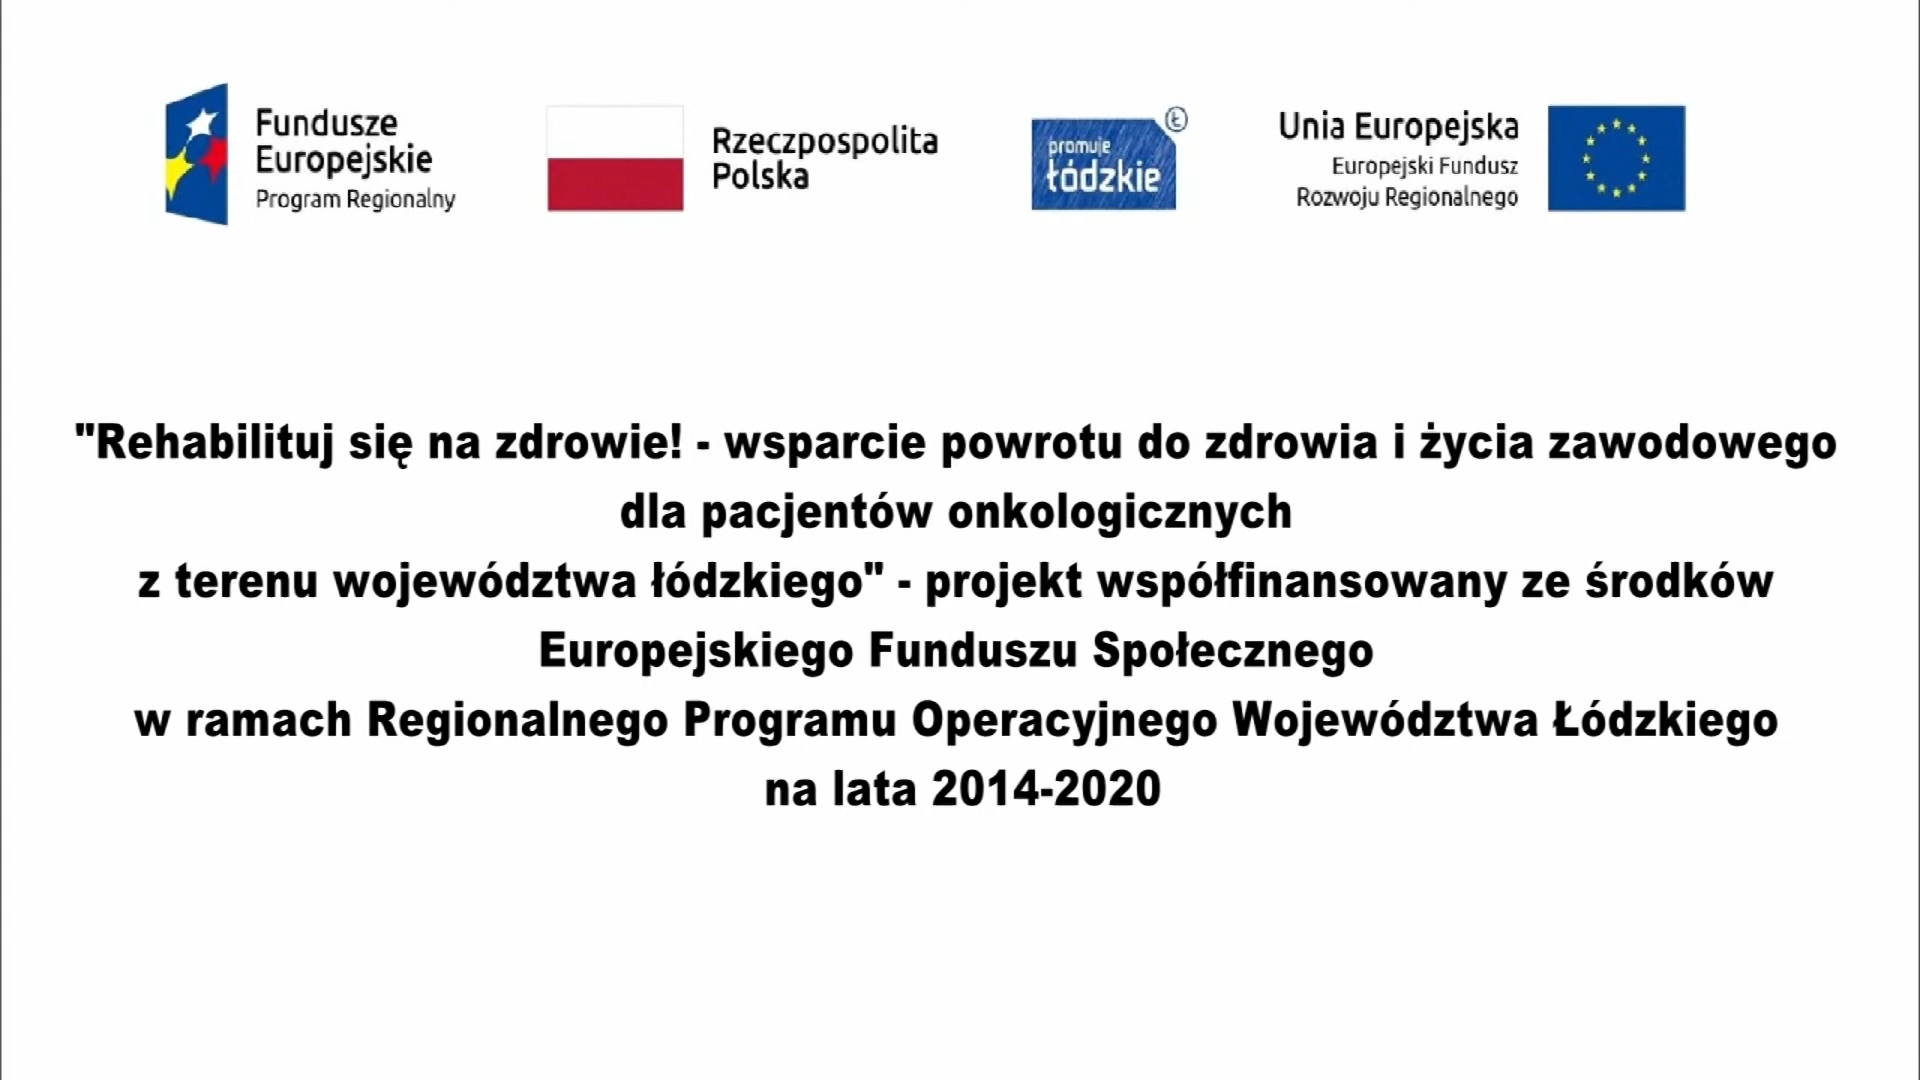 Fundusze
Europejskie
Program Regionalny
Rzeczpospolita
Polska
promuje
łódzkie
Ł
Unia Europejska
Europejski Fundusz
Rozwoju Regionalnego
"Rehabilituj się na zdrowie! - wsparcie powrotu do zdrowia i życia zawodowego
dla pacjentów onkologicznych
z terenu województwa łódzkiego" - projekt współfinansowany ze środków
Europejskiego Funduszu Społecznego
w ramach Regionalnego Programu Operacyjnego Województwa Łódzkiego
na lata 2014-2020